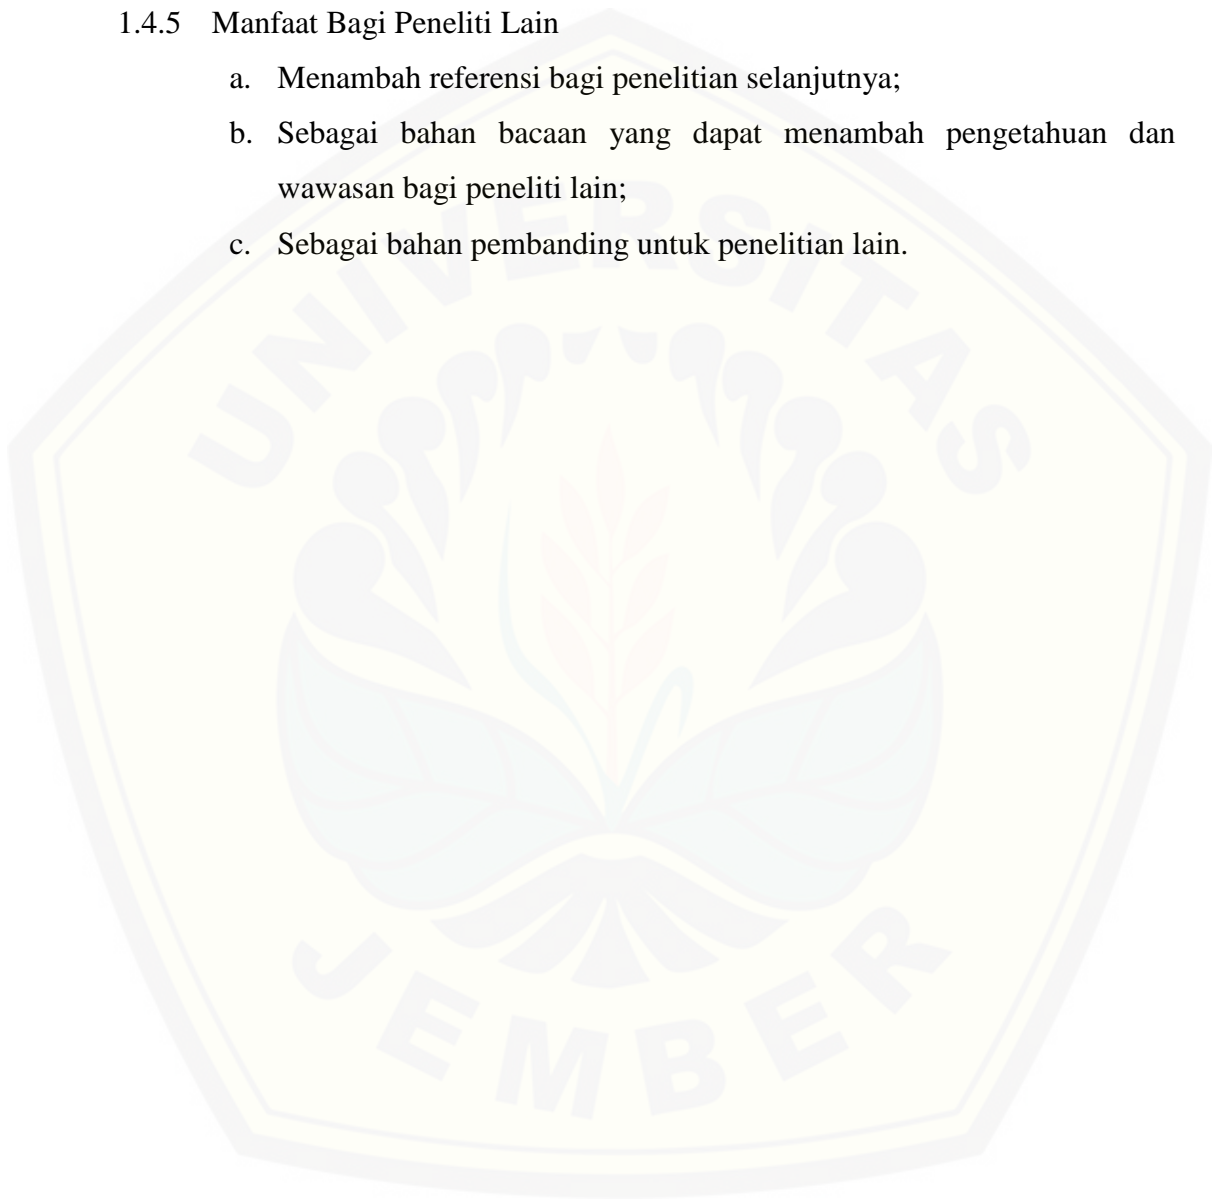 1.4.5 Manfaat Bagi Peneliti Lain
a. Menambah referensi bagi penelitian selanjutnya;
b. Sebagai bahan bacaan yang dapat menambah pengetahuan dan
wawasan bagi peneliti lain;
c. Sebagai bahan pembanding untuk penelitian lain.
UNIVERSITAS
JEMBER